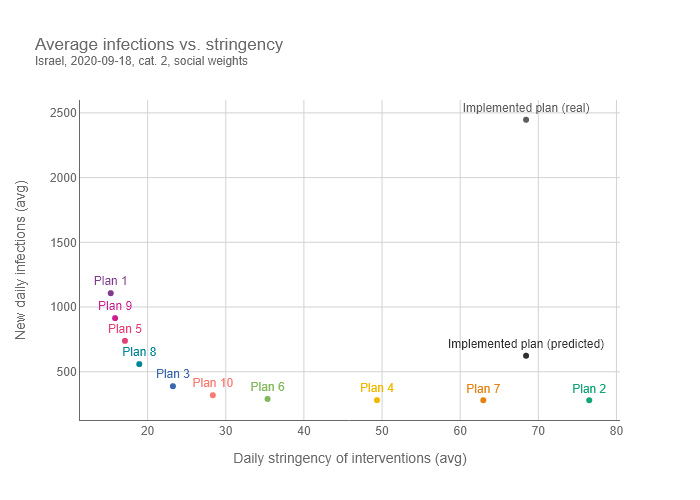 Average infections vs. stringency
Israel, 2020-09-18, cat. 2, social weights
New daily infections (avg)
2500
2000
1500
1000
500
Implemented plan (real)
Plan 1
Plan 9
Plan 5
Plan 8
Implemented plan (predicted)
Plan 3
Plan 10
Plan 6
Plan 4
Plan 7
Plan 2
20
30
40
50
60
70
80
Daily stringency of interventions (avg)